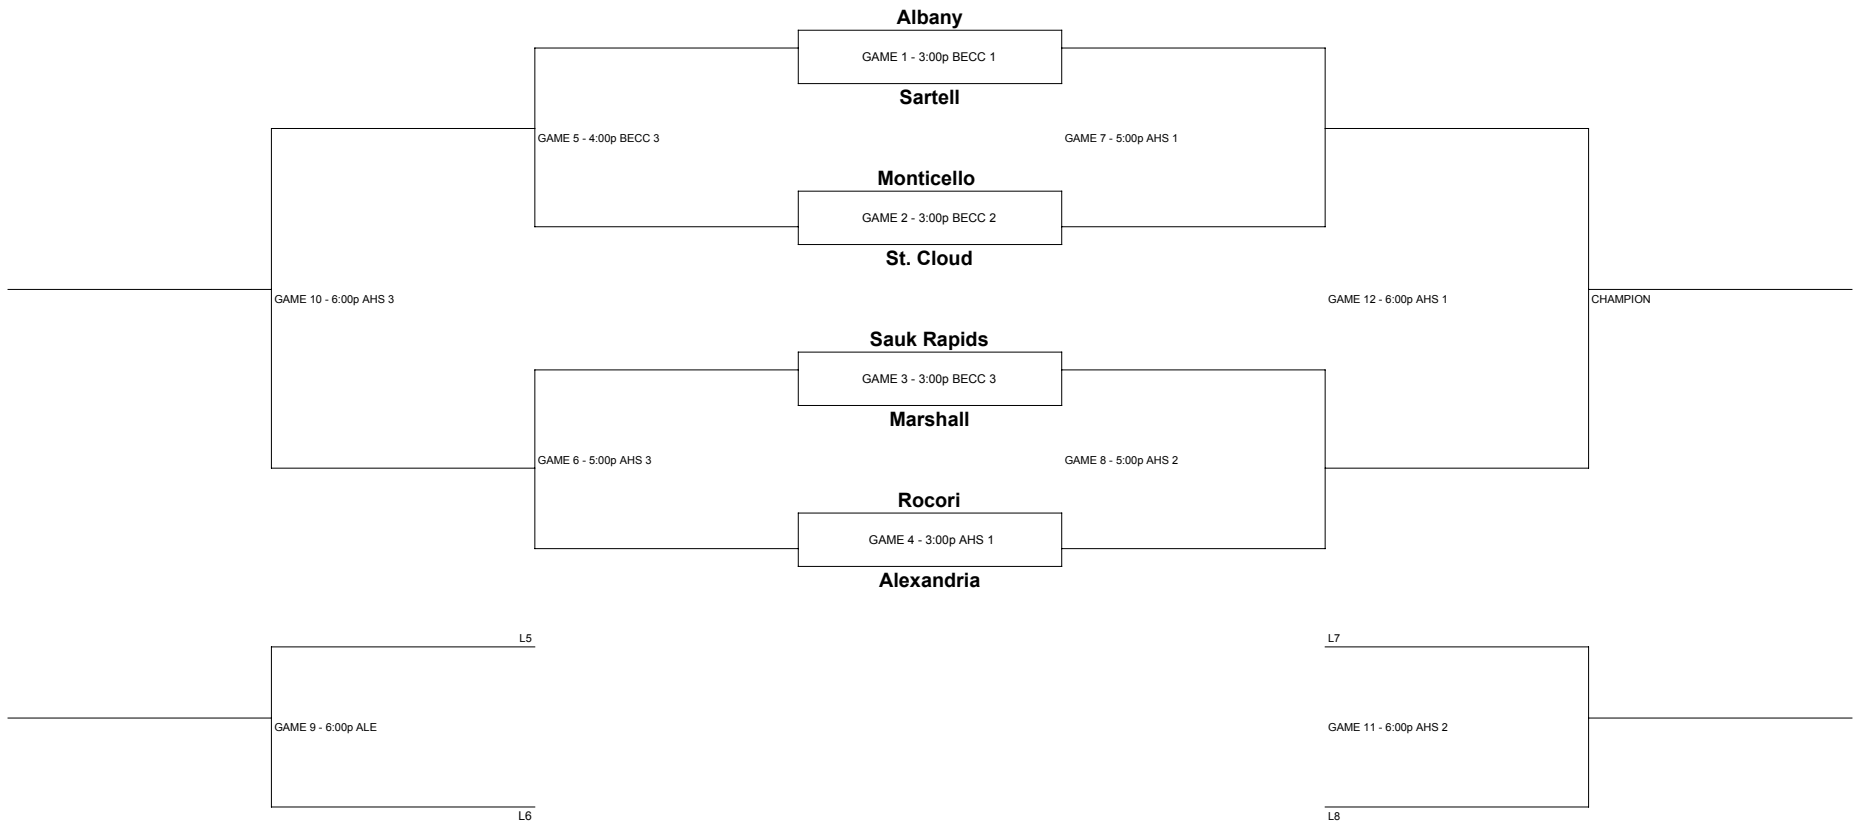 Albany
GAME 1 - 3:00p BECC 1
Sartell
GAME 5 - 4:00p BECC 3
GAME 7 - 5:00p AHS 1
Monticello
GAME 2 - 3:00p BECC 2
St. Cloud
GAME 10 - 6:00p AHS 3
GAME 12 - 6:00p AHS 1
CHAMPION
Sauk Rapids
GAME 3 - 3:00p BECC 3
Marshall
GAME 6 - 5:00p AHS 3
GAME 8 - 5:00p AHS 2
Rocori
GAME 4 - 3:00p AHS 1
Alexandria
L5
L7
GAME 9 - 6:00p ALE
GAME 11 - 6:00p AHS 2
L6
L8